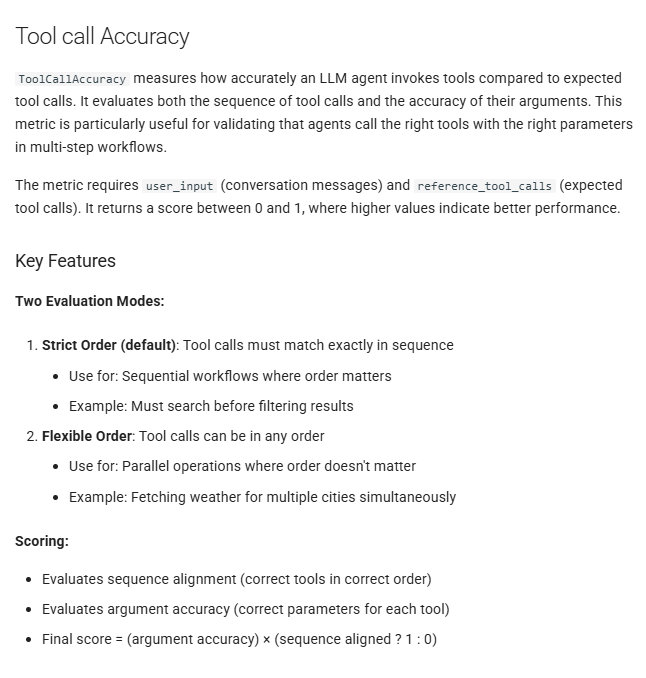 Tool call Accuracy
ToolCallAccuracy measures how accurately an LLM agent invokes tools compared to expected
tool calls. It evaluates both the sequence of tool calls and the accuracy of their arguments. This
metric is particularly useful for validating that agents call the right tools with the right parameters
in multi-step workflows.
The metric requires user_input (conversation messages) and reference_tool_calls (expected
tool calls). It returns a score between 0 and 1, where higher values indicate better performance.
Key Features
Two Evaluation Modes:
1. Strict Order (default): Tool calls must match exactly in sequence
• Use for: Sequential workflows where order matters
• Example: Must search before filtering results
2. Flexible Order: Tool calls can be in any order
• Use for: Parallel operations where order doesn't matter
• Example: Fetching weather for multiple cities simultaneously
Scoring:
• Evaluates sequence alignment (correct tools in correct order)
• Evaluates argument accuracy (correct parameters for each tool)
• Final score = (argument accuracy) × (sequence aligned ? 1 : 0)